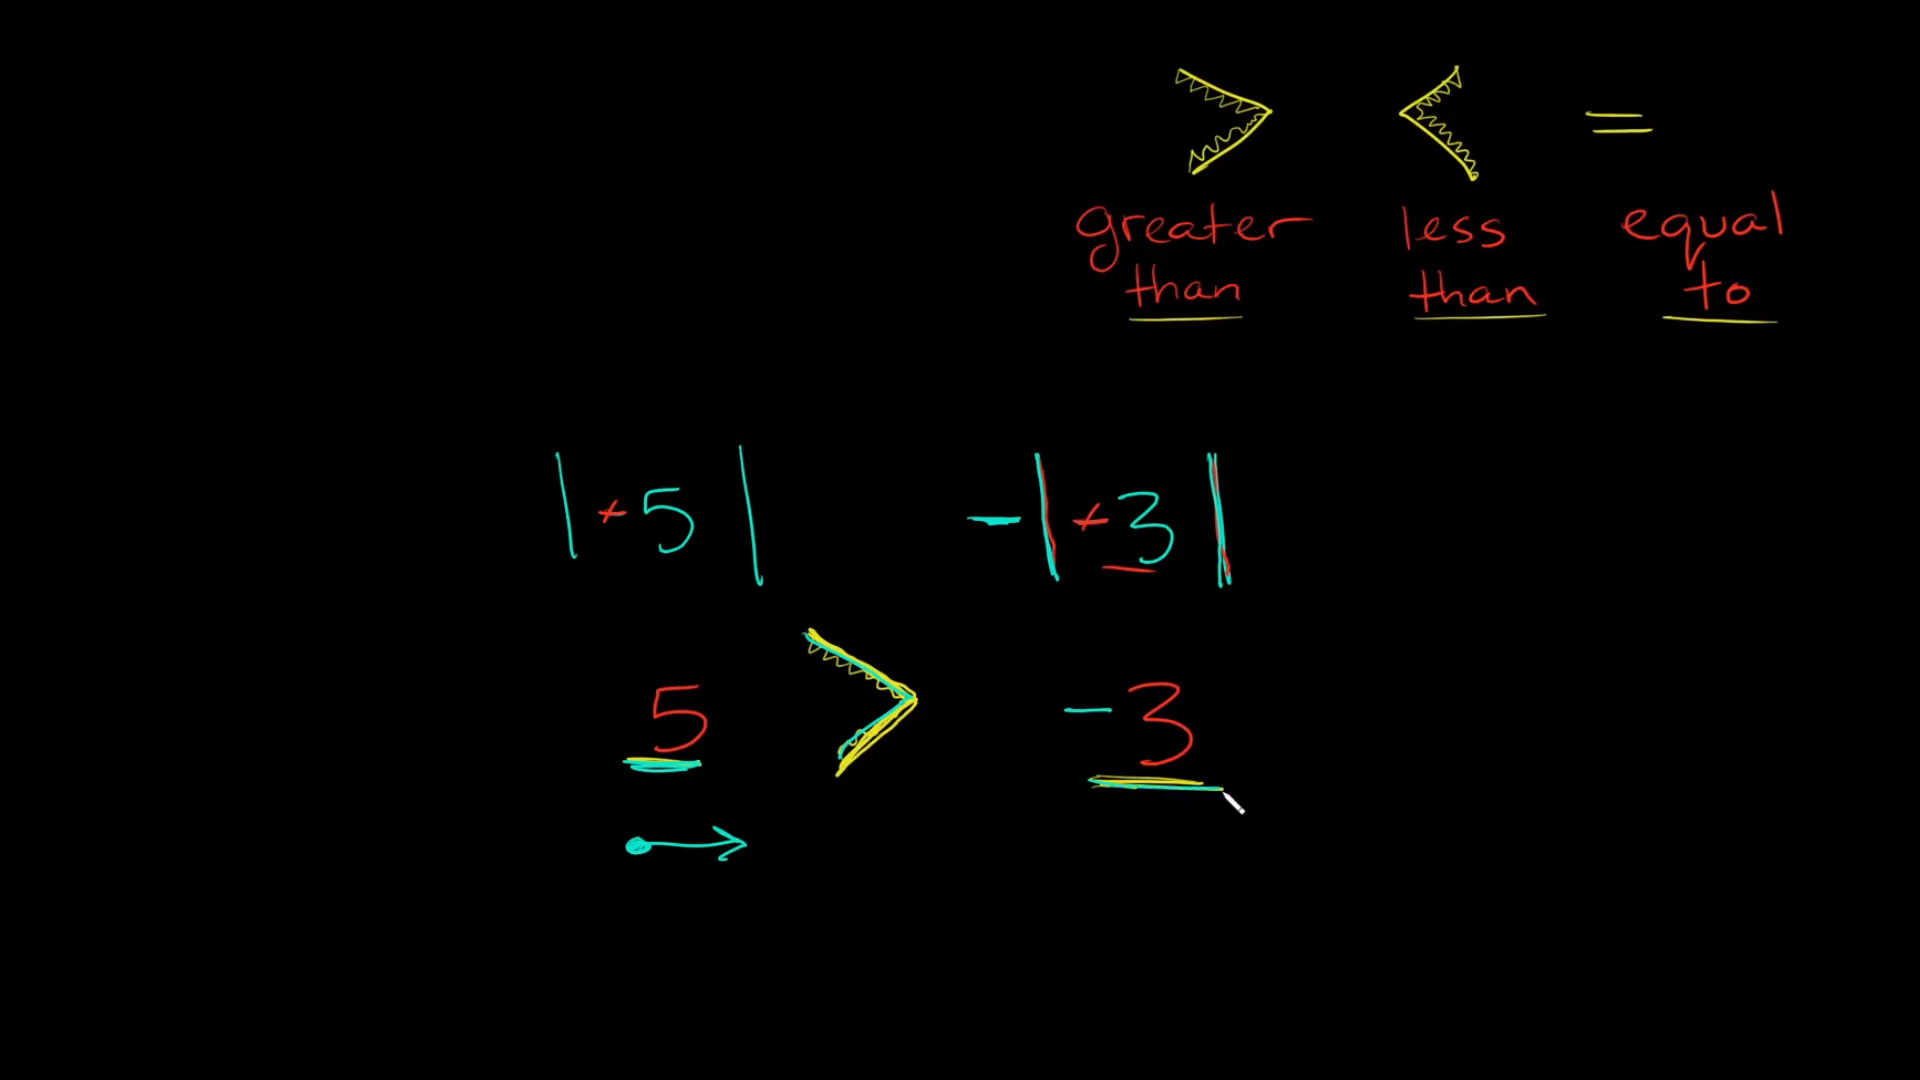 > < =
greater less equal
than than to
|+5| -|+3|
5 > -3